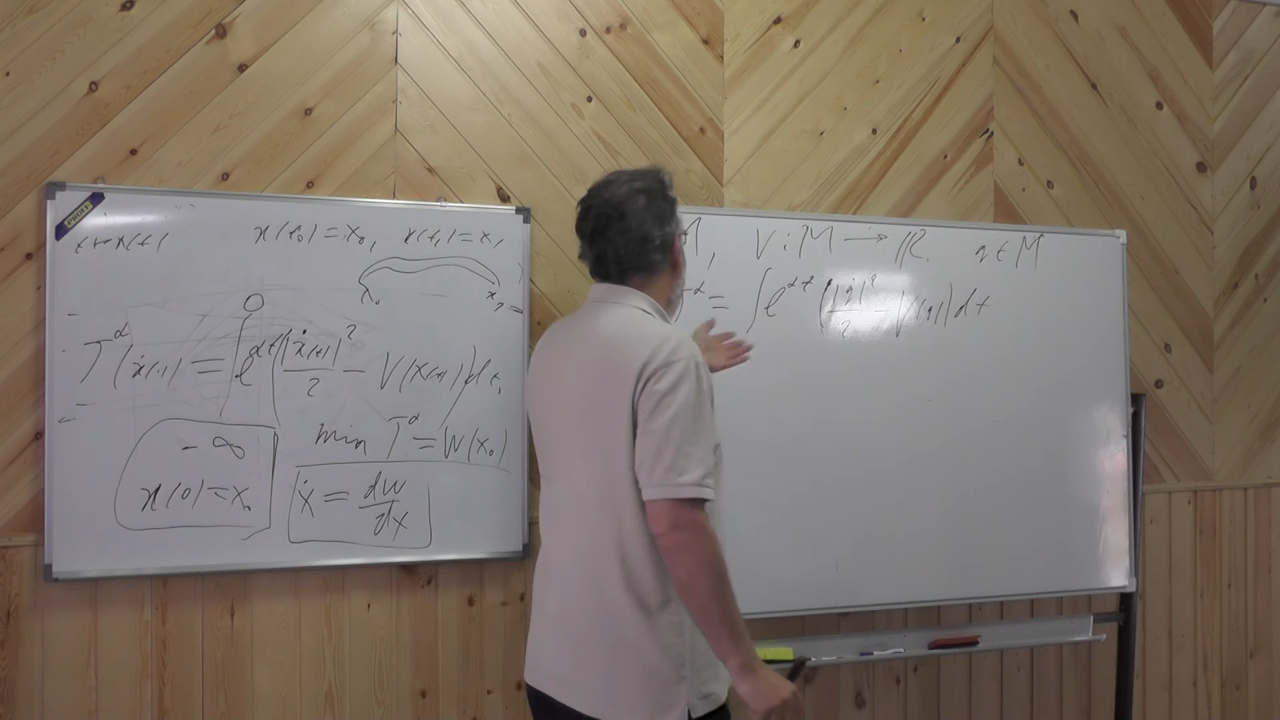 PROFF
x(t₀) = x₀, x(t₁) = x₁
x₀ x₁
J^α(x(·)) = ∫ e^{αt} (|ẋ(t)|²/2 − V(x(t))) dt,
0
−∞
x(0) = x₀
min J^α = W(x₀)
ẋ = dW/dx
M, V: M → ℝ. q ∈ M
J^α = ∫ e^{αt} (|q̇|²/2 − V(q)) dt